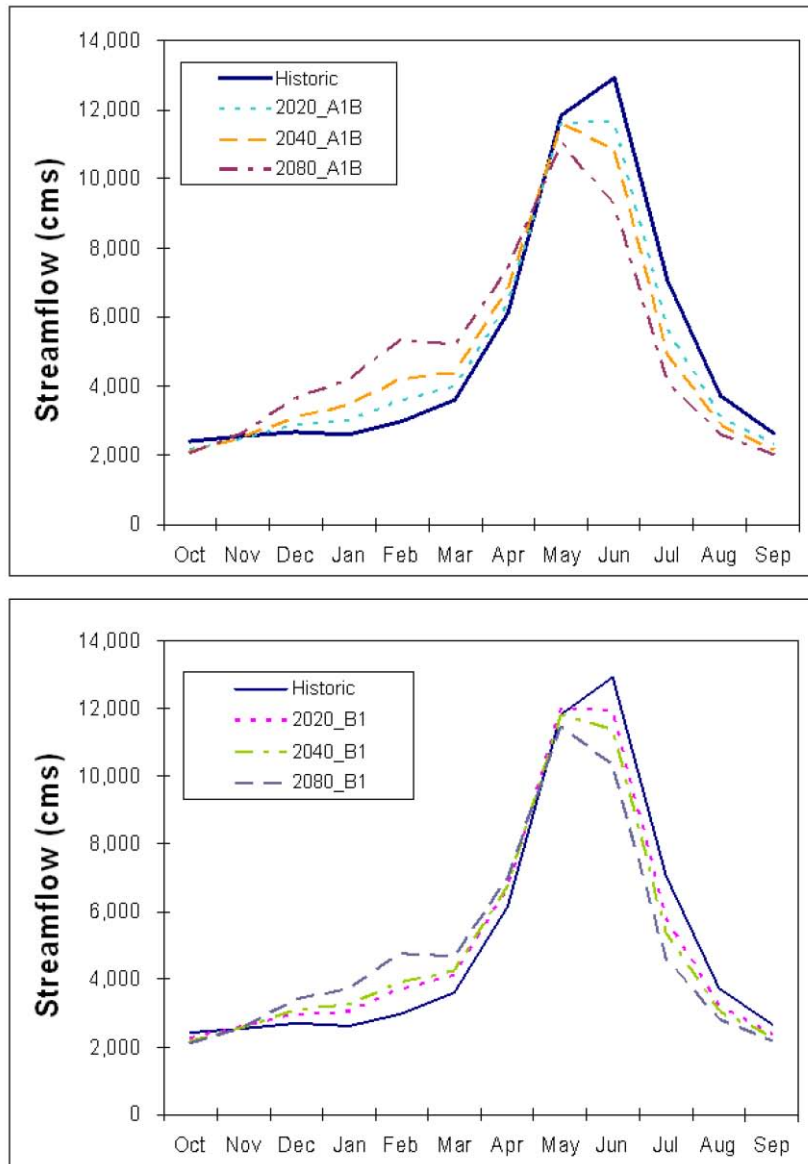 14,000
12,000
10,000
8,000
6,000
4,000
2,000
0
Streamflow (cms)
Historic
2020_A1B
2040_A1B
2080_A1B
Oct Nov Dec Jan Feb Mar Apr May Jun Jul Aug Sep
14,000
12,000
10,000
8,000
6,000
4,000
2,000
0
Streamflow (cms)
Historic
2020_B1
2040_B1
2080_B1
Oct Nov Dec Jan Feb Mar Apr May Jun Jul Aug Sep